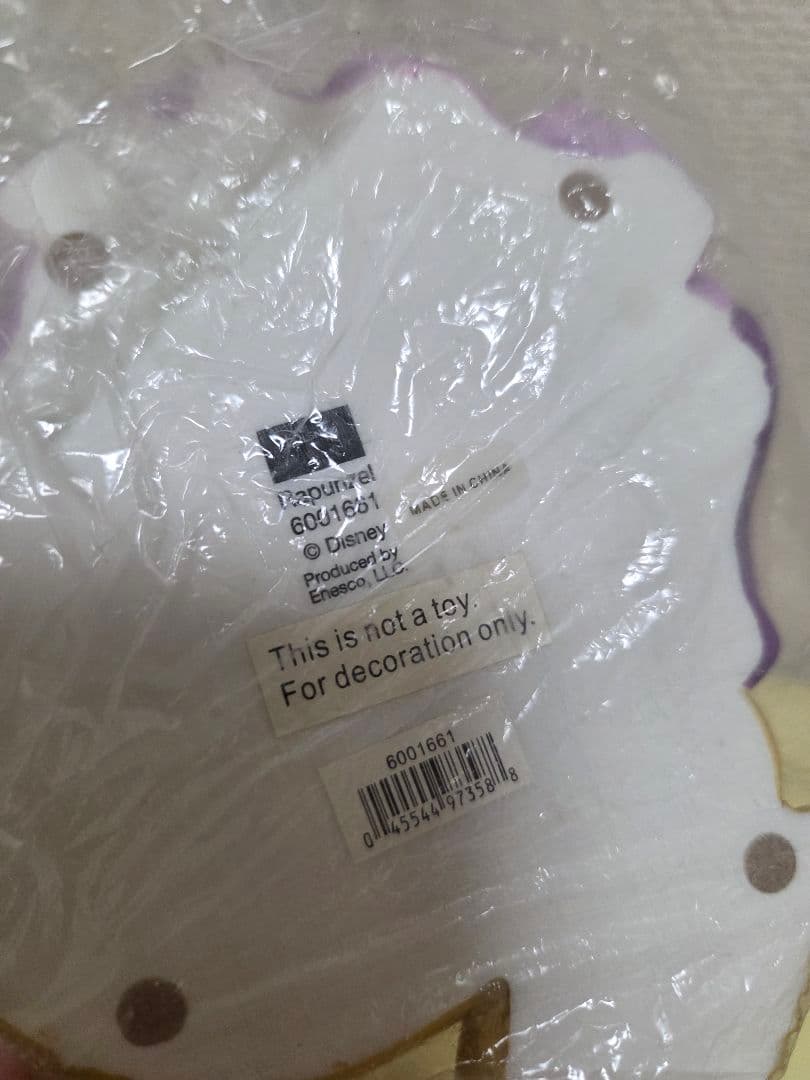 Rapunzel
6001661
© Disney
Produced by
Enesco, LLC.
MADE IN CHINA
This is not a toy.
For decoration only.
6001661
0 45544 97358 8